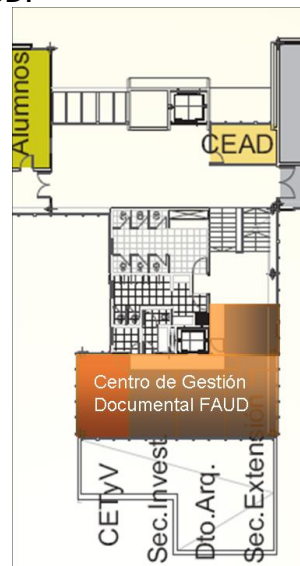 Alumnos
CEAD
Centro de Gestión
Documental FAUD
CETyV
Sec.Invest.
Dto.Arq.
Sec.Extensión